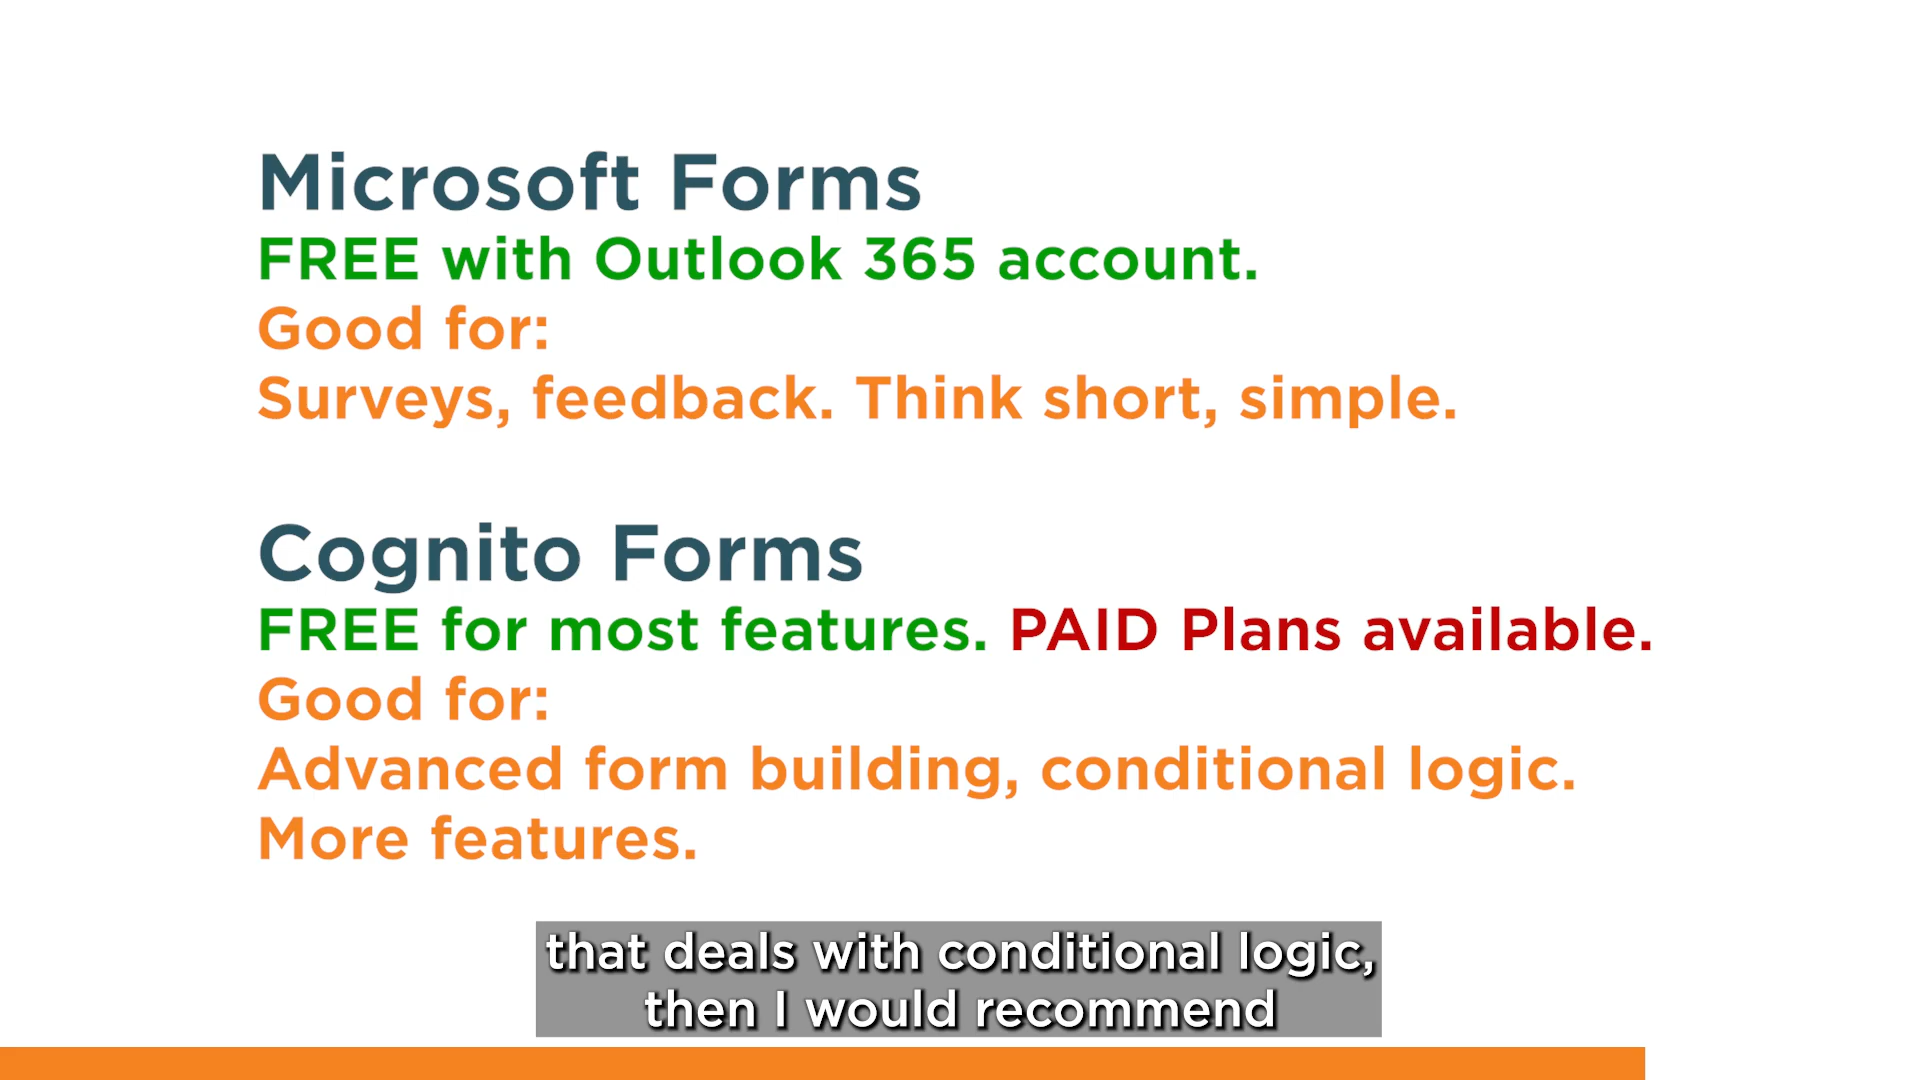 Microsoft Forms
FREE with Outlook 365 account.
Good for:
Surveys, feedback. Think short, simple.
Cognito Forms
FREE for most features. PAID Plans available.
Good for:
Advanced form building, conditional logic.
More features.
that deals with conditional logic,
then I would recommend